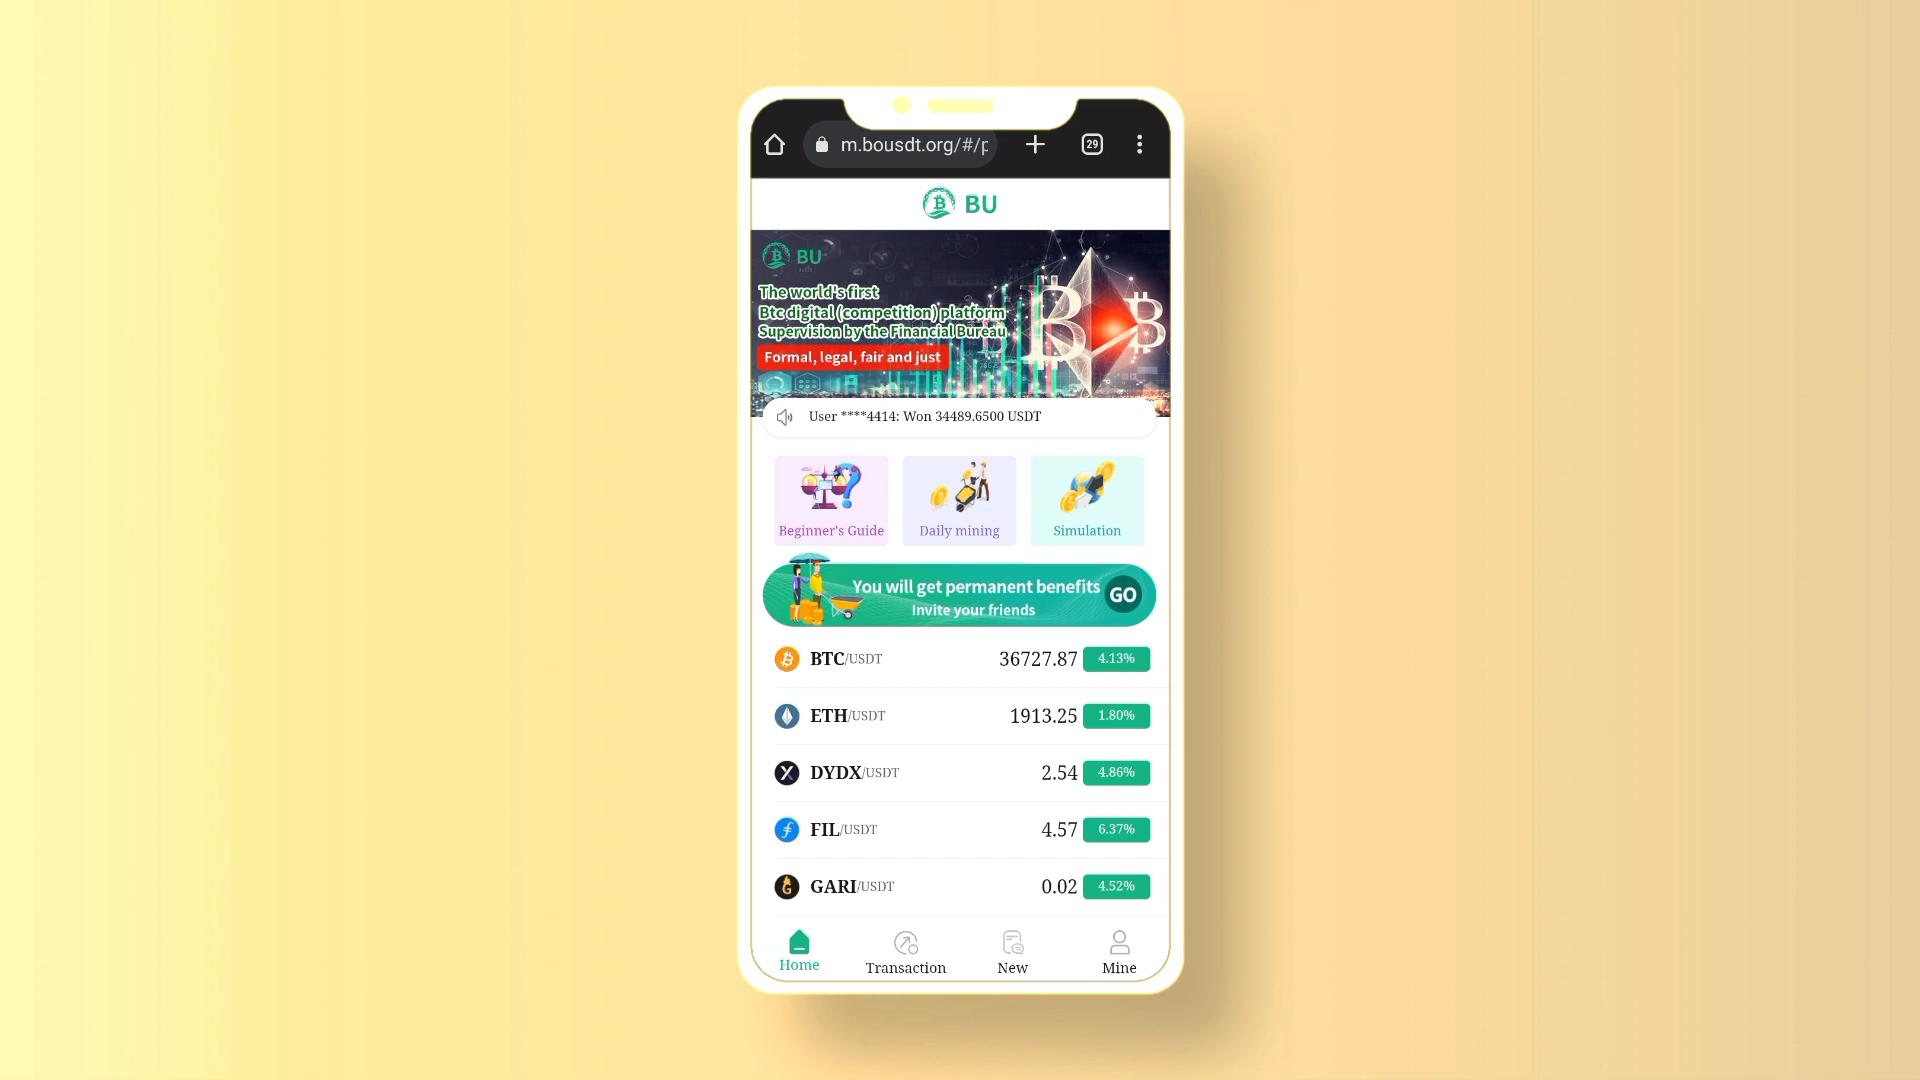 m.bousdt.org/#/p
29
BU
BU
The world's first
Btc digital (competition) platform
Supervision by the Financial Bureau
Formal, legal, fair and just
User ****4414: Won 34489.6500 USDT
Beginner's Guide
Daily mining
Simulation
You will get permanent benefits
GO
Invite your friends
BTC/USDT 36727.87 4.13%
ETH/USDT 1913.25 1.80%
DYDX/USDT 2.54 4.86%
FIL/USDT 4.57 6.37%
GARI/USDT 0.02 4.52%
Home
Transaction
New
Mine